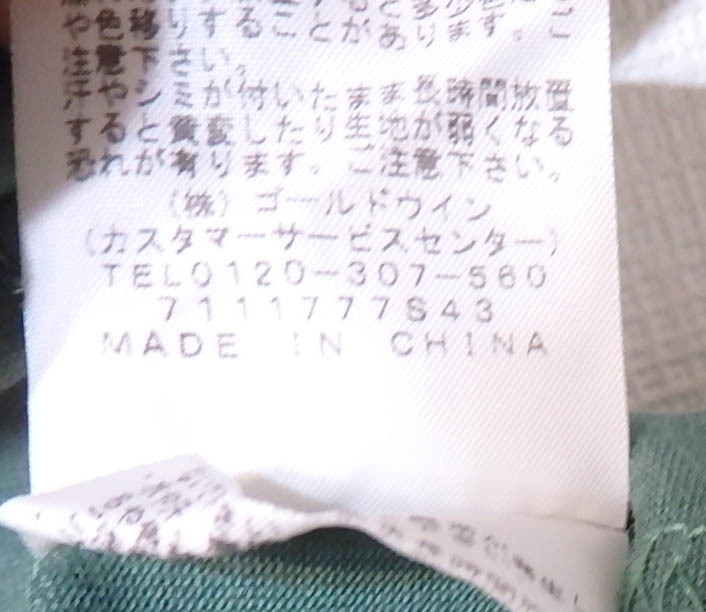 色移りすることがあります。ご
注意下さい。
汗やシミが付いたまま長時間放置
すると黄変したり生地が弱くなる
恐れが有ります。ご注意下さい。
(株)ゴールドウイン
(カスタマーサービスセンター)
TEL0120-307-560
7111777S43
MADE IN CHINA